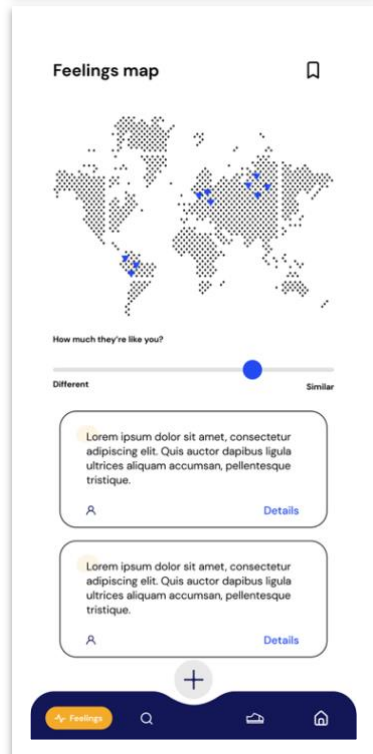 Feelings map
How much they're like you?
Different
Similar
Lorem ipsum dolor sit amet, consectetur
adipiscing elit. Quis auctor dapibus ligula
ultrices aliquam accumsan, pellentesque
tristique.
Details
Lorem ipsum dolor sit amet, consectetur
adipiscing elit. Quis auctor dapibus ligula
ultrices aliquam accumsan, pellentesque
tristique.
Details
Feelings